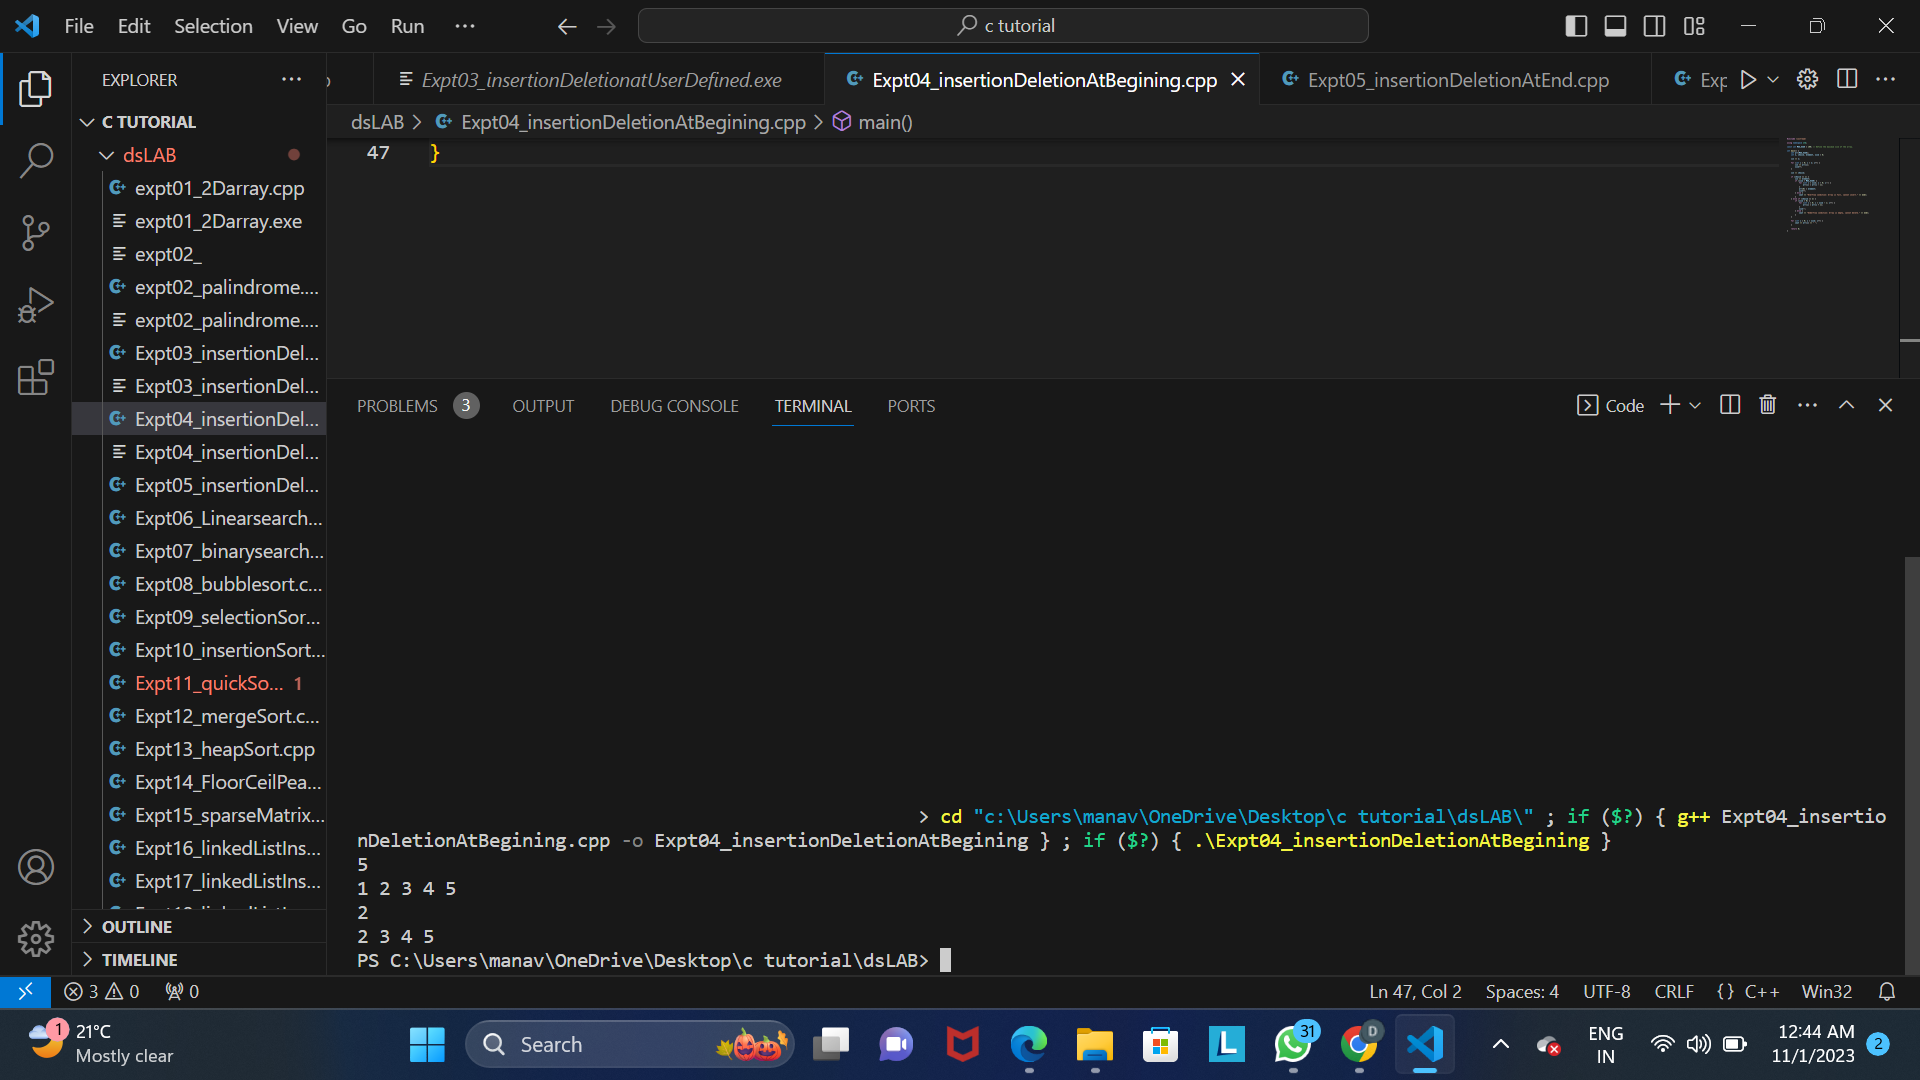 File Edit Selection View Go Run ···
c tutorial
EXPLORER ···
Expt03_insertionDeletionatUserDefined.exe
Expt04_insertionDeletionAtBegining.cpp
Expt05_insertionDeletionAtEnd.cpp
Exp
C TUTORIAL
dsLAB > Expt04_insertionDeletionAtBegining.cpp > main()
dsLAB
47 }
expt01_2Darray.cpp
expt01_2Darray.exe
expt02_
expt02_palindrome....
expt02_palindrome....
Expt03_insertionDel...
Expt03_insertionDel...
Expt04_insertionDel...
Expt04_insertionDel...
Expt05_insertionDel...
Expt06_Linearsearch...
Expt07_binarysearch...
Expt08_bubblesort.c...
Expt09_selectionSor...
Expt10_insertionSort...
Expt11_quickSo... 1
Expt12_mergeSort.c...
Expt13_heapSort.cpp
Expt14_FloorCeilPea...
Expt15_sparseMatrix...
Expt16_linkedListIns...
Expt17_linkedListIns...
OUTLINE
TIMELINE
PROBLEMS 3 OUTPUT DEBUG CONSOLE TERMINAL PORTS
Code
> cd "c:\Users\manav\OneDrive\Desktop\c tutorial\dsLAB\" ; if ($?) { g++ Expt04_insertio
nDeletionAtBegining.cpp -o Expt04_insertionDeletionAtBegining } ; if ($?) { .\Expt04_insertionDeletionAtBegining }
5
1 2 3 4 5
2
2 3 4 5
PS C:\Users\manav\OneDrive\Desktop\c tutorial\dsLAB>
3 0 0
Ln 47, Col 2 Spaces: 4 UTF-8 CRLF {} C++ Win32
1
21°C
Mostly clear
Search
L
31
D
ENG
IN
12:44 AM
11/1/2023
2